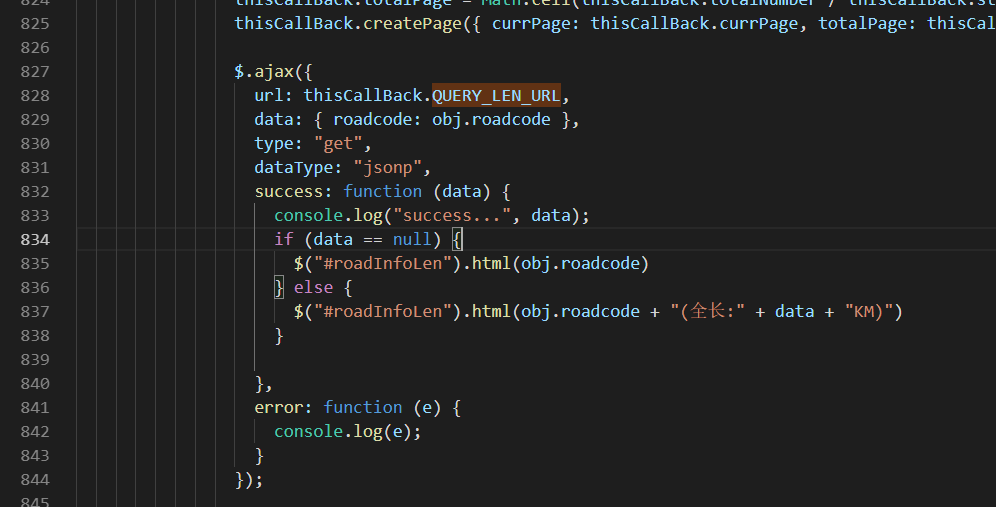 824 thisCallBack.totalPage = Math.ceil(thisCallBack.totalNumber / thisCallBack.
825 thisCallBack.createPage({ currPage: thisCallBack.currPage, totalPage: thisCal
826
827 $.ajax({
828 url: thisCallBack.QUERY_LEN_URL,
829 data: { roadcode: obj.roadcode },
830 type: "get",
831 dataType: "jsonp",
832 success: function (data) {
833 console.log("success...", data);
834 if (data == null) {
835 $("#roadInfoLen").html(obj.roadcode)
836 } else {
837 $("#roadInfoLen").html(obj.roadcode + "(全长:" + data + "KM)")
838 }
839
840 },
841 error: function (e) {
842 console.log(e);
843 }
844 });
845